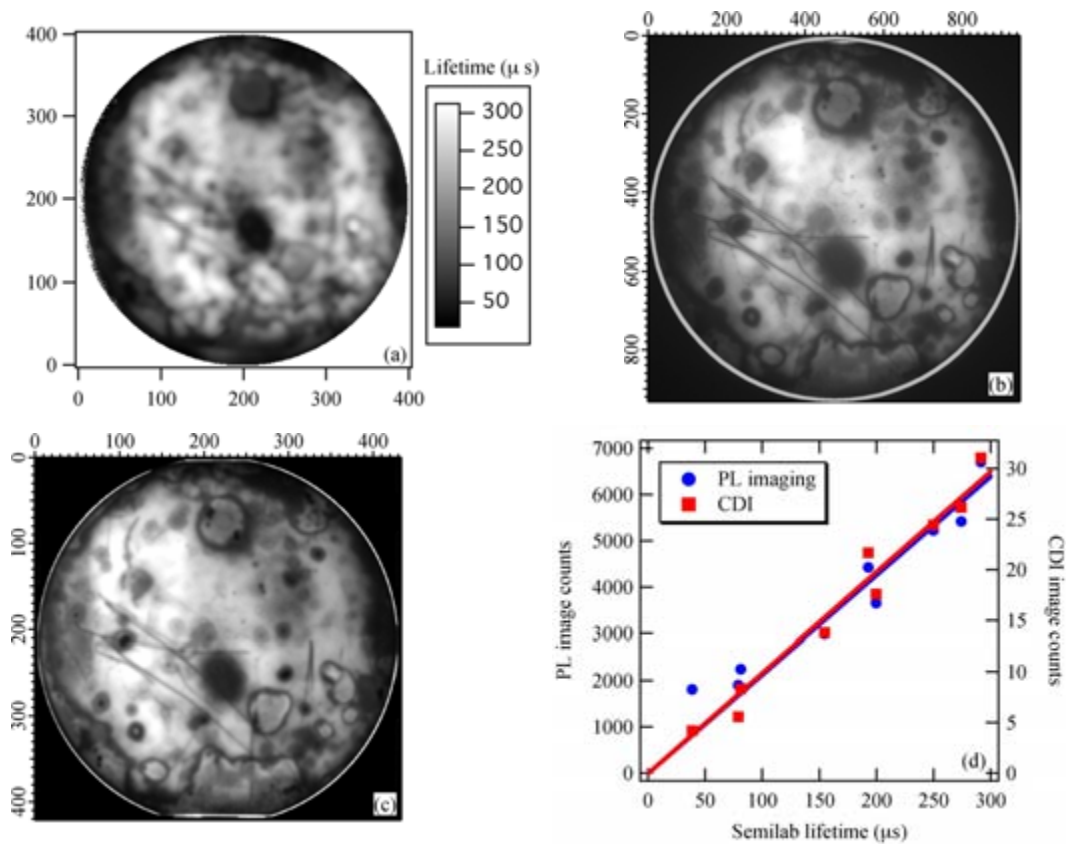 400
300
200
100
0
0 100 200 300 400
(a)
Lifetime (μ s)
300
250
200
150
100
50
0 200 400 600 800
0
200
400
600
800
(b)
0 100 200 300 400
0
100
200
300
400
(c)
7000
6000
5000
4000
3000
2000
1000
0
PL image counts
PL imaging
CDI
30
25
20
15
10
5
0
CDI image counts
(d)
0 50 100 150 200 250 300
Semilab lifetime (μs)